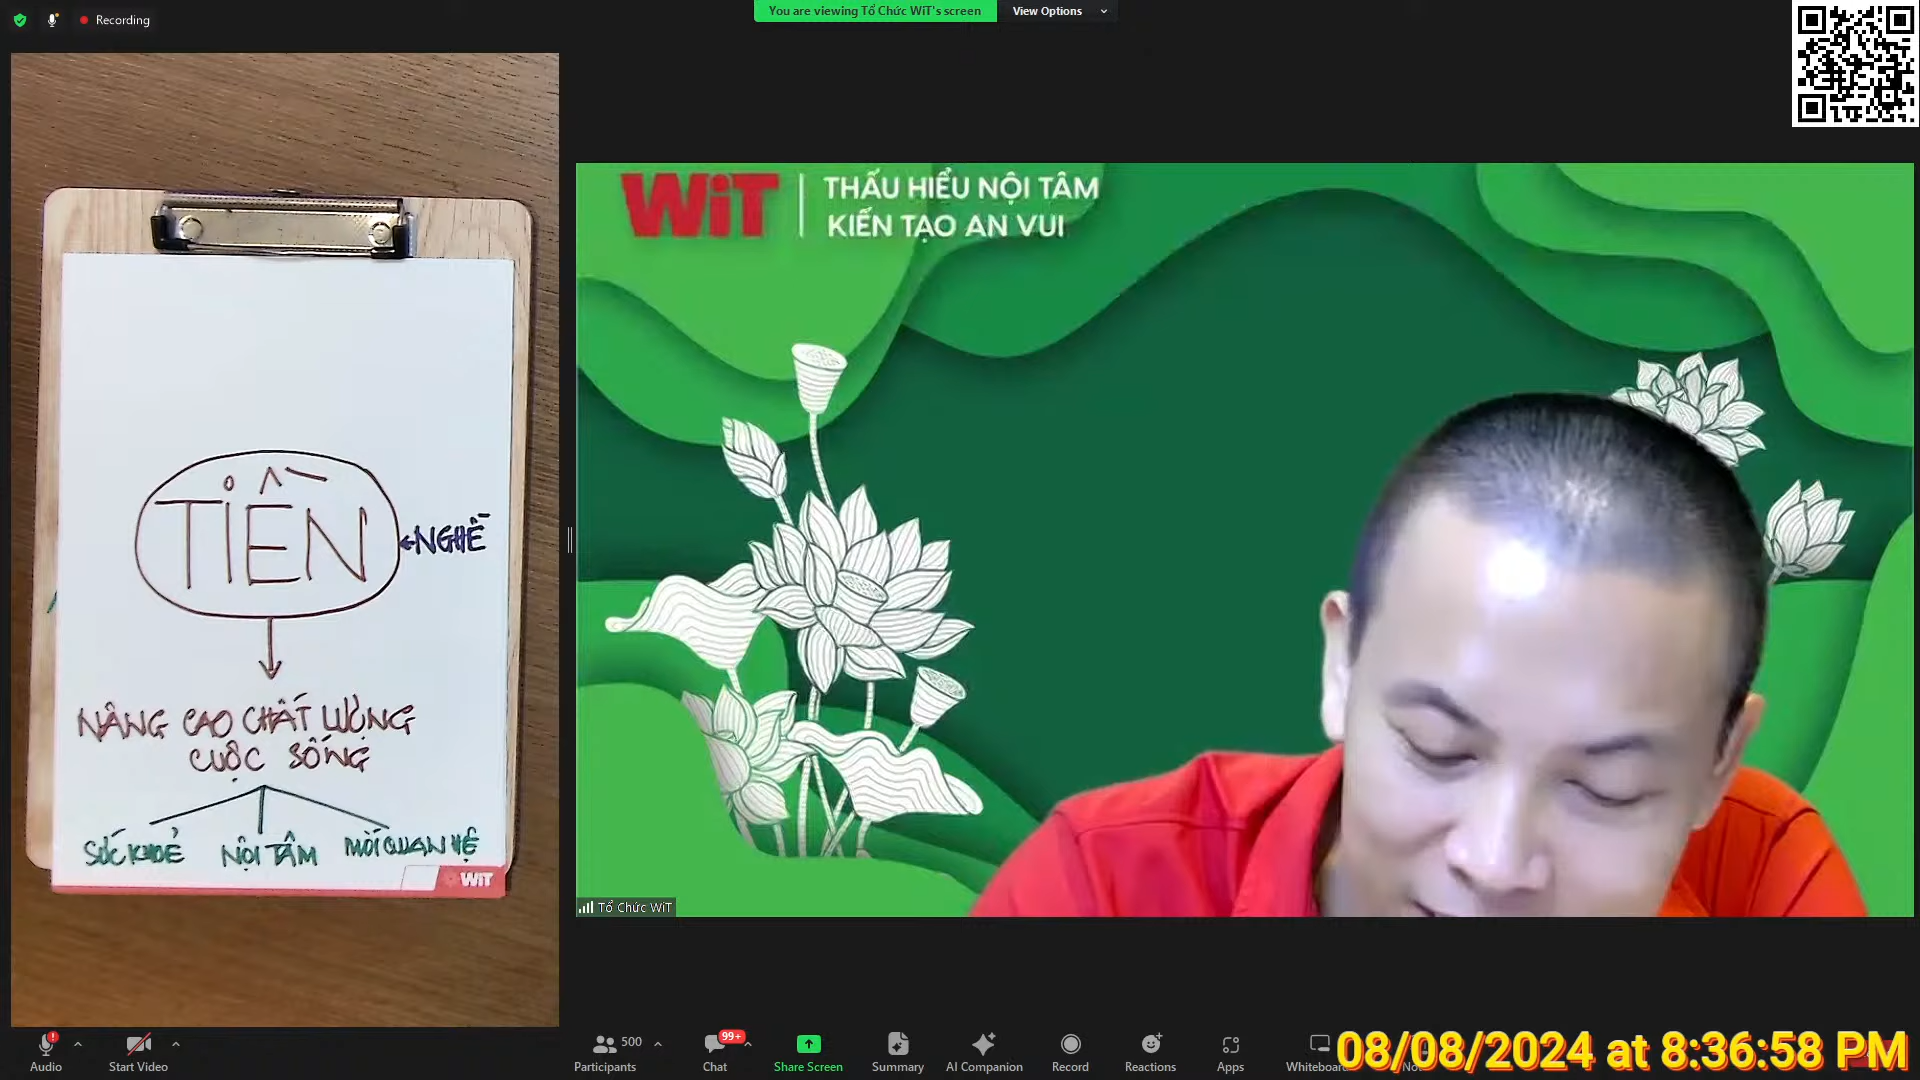 Recording
You are viewing Tổ Chức WiT's screen
View Options
TIỀN
NGHỀ
NÂNG CAO CHẤT LƯỢNG
CUỘC SỐNG
SỨC KHOẺ
NỘI TÂM
MỐI QUAN HỆ
WiT
WiT
THẤU HIỂU NỘI TÂM
KIẾN TẠO AN VUI
Tổ Chức WiT
Audio
Start Video
500
Participants
99+
Chat
Share Screen
Summary
AI Companion
Record
Reactions
Apps
08/08/2024 at 8:36:58 PM